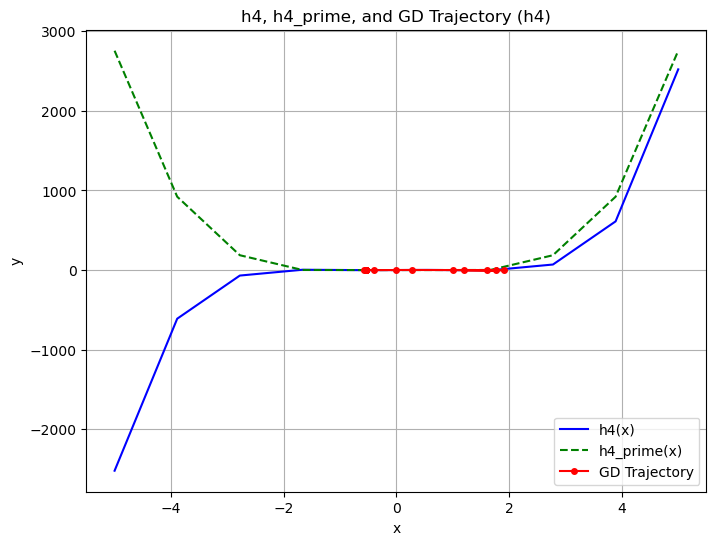 h4, h4_prime, and GD Trajectory (h4)
3000
2000
1000
0
−1000
−2000
y
−4
−2
0
2
4
x
h4(x)
h4_prime(x)
GD Trajectory